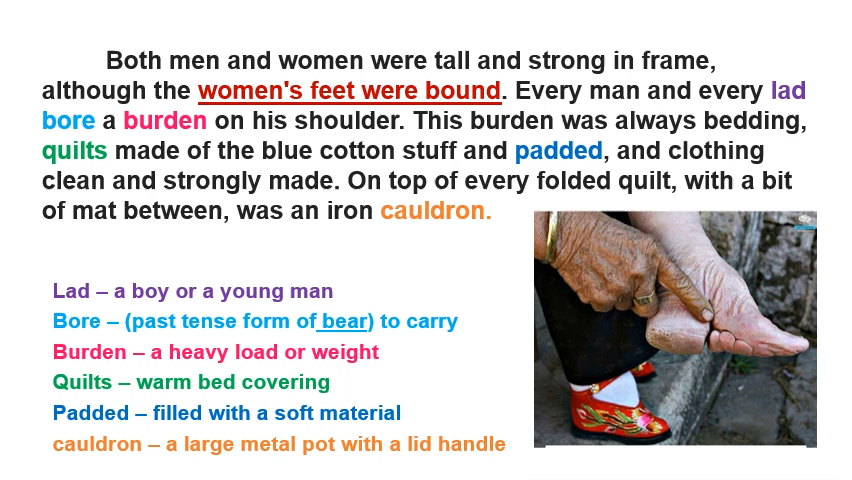 Both men and women were tall and strong in frame,
although the women's feet were bound. Every man and every lad
bore a burden on his shoulder. This burden was always bedding,
quilts made of the blue cotton stuff and padded, and clothing
clean and strongly made. On top of every folded quilt, with a bit
of mat between, was an iron cauldron.
Lad – a boy or a young man
Bore – (past tense form of bear) to carry
Burden – a heavy load or weight
Quilts – warm bed covering
Padded – filled with a soft material
cauldron – a large metal pot with a lid handle